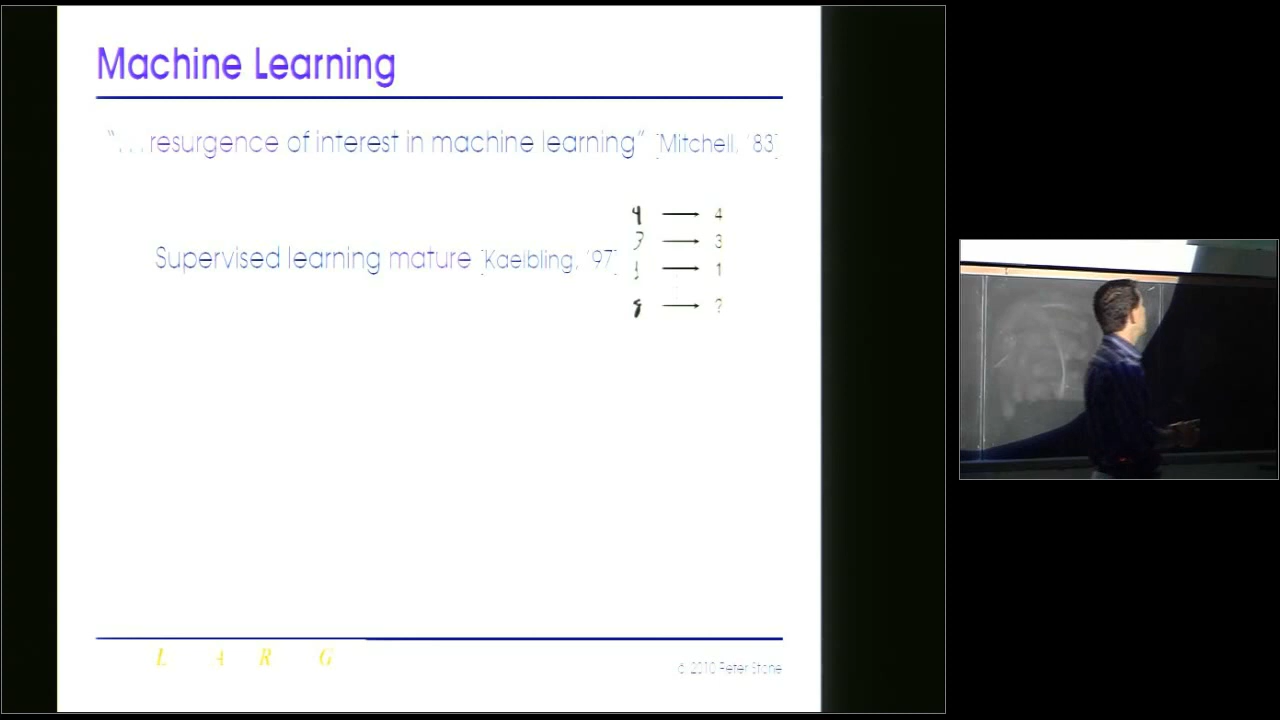 Machine Learning
“. . . resurgence of interest in machine learning” [Mitchell, ’83]
4 → 4
3 → 3
Supervised learning mature [Kaelbling, ’97]
1 → 1
8 → ?
L A R G
© 2010 Peter Stone